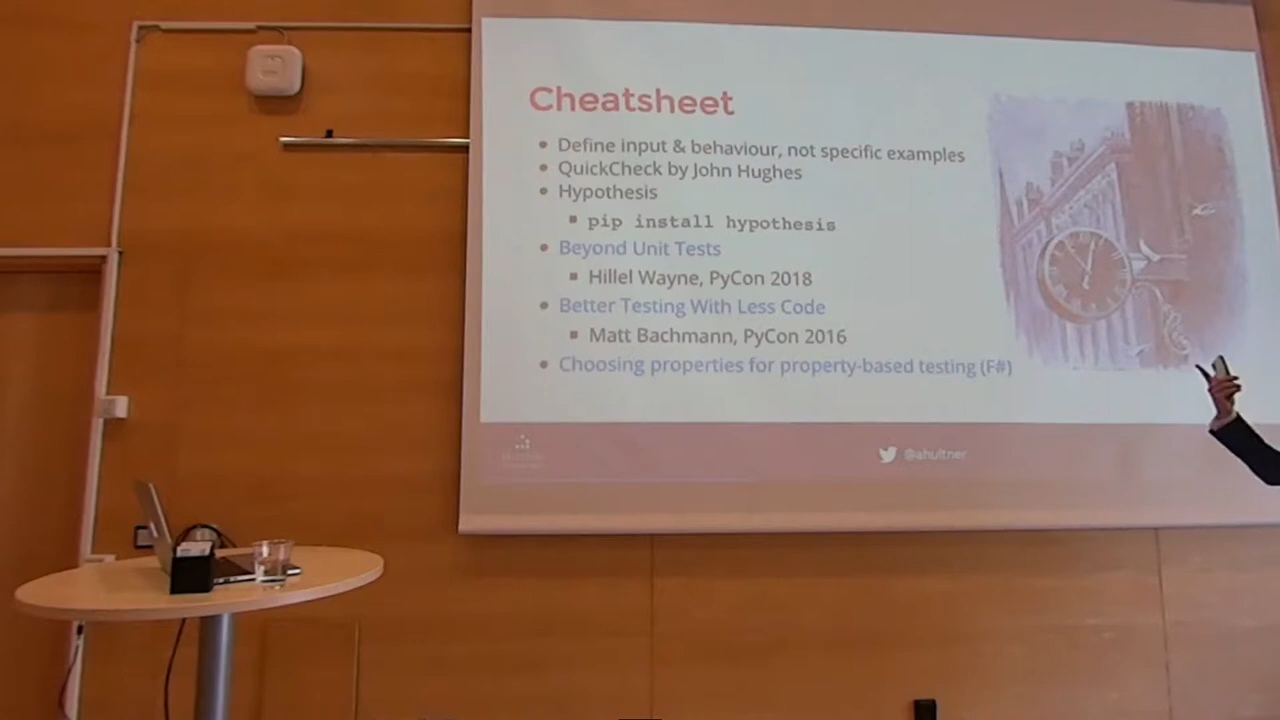 Cheatsheet
• Define input & behaviour, not specific examples
• QuickCheck by John Hughes
• Hypothesis
▪ pip install hypothesis
• Beyond Unit Tests
▪ Hillel Wayne, PyCon 2018
• Better Testing With Less Code
▪ Matt Bachmann, PyCon 2016
• Choosing properties for property-based testing (F#)
@ahultner